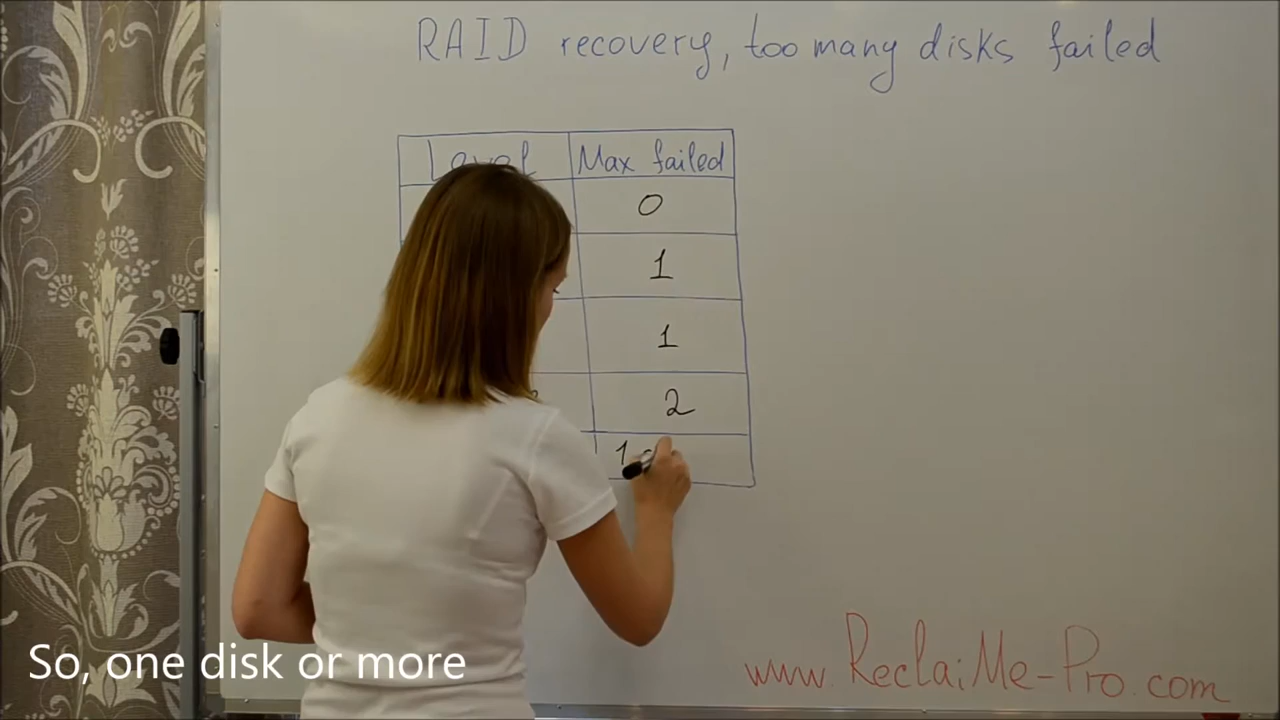 RAID recovery, too many disks failed
Level Max failed
0
1
1
2
1
So, one disk or more
www.ReclaiMe-Pro.com